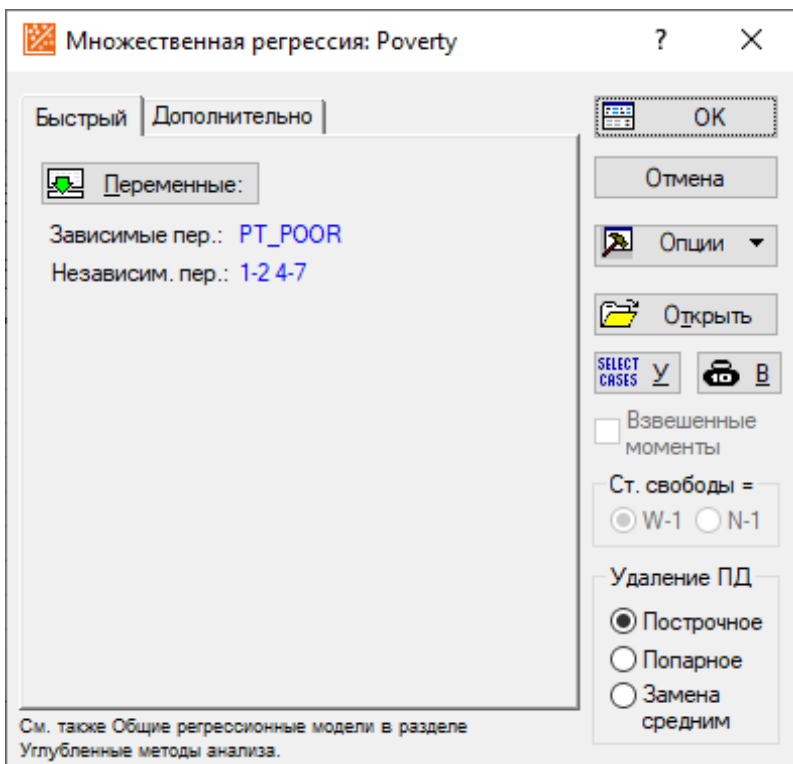 Множественная регрессия: Poverty
?
Быстрый
Дополнительно
Переменные:
Зависимые пер.: PT_POOR
Независим. пер.: 1-2 4-7
OK
Отмена
Опции
Открыть
SELECT
CASES
У
10
В
Взвешенные
моменты
Ст. свободы =
W-1
N-1
Удаление ПД
Построчное
Попарное
Замена
средним
См. также Общие регрессионные модели в разделе
Углубленные методы анализа.